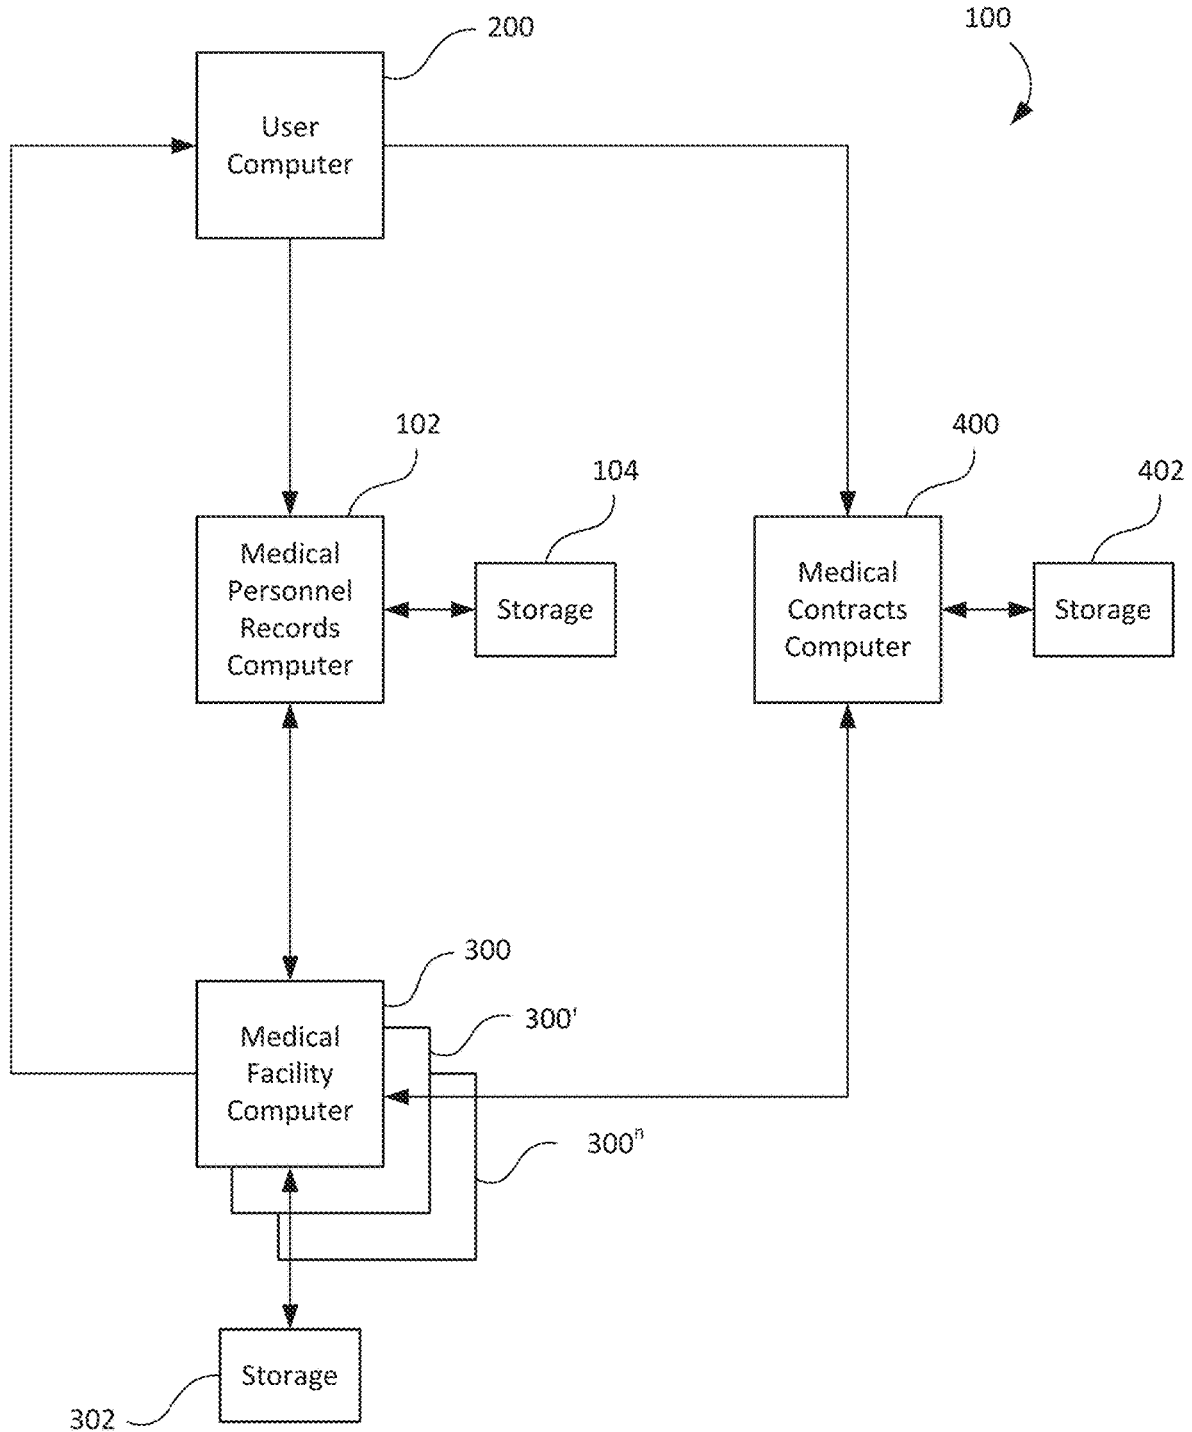 100
200
User
Computer
102
104
400
402
Medical
Personnel
Records
Computer
Storage
Medical
Contracts
Computer
Storage
300
300'
300ⁿ
Medical
Facility
Computer
Storage
302